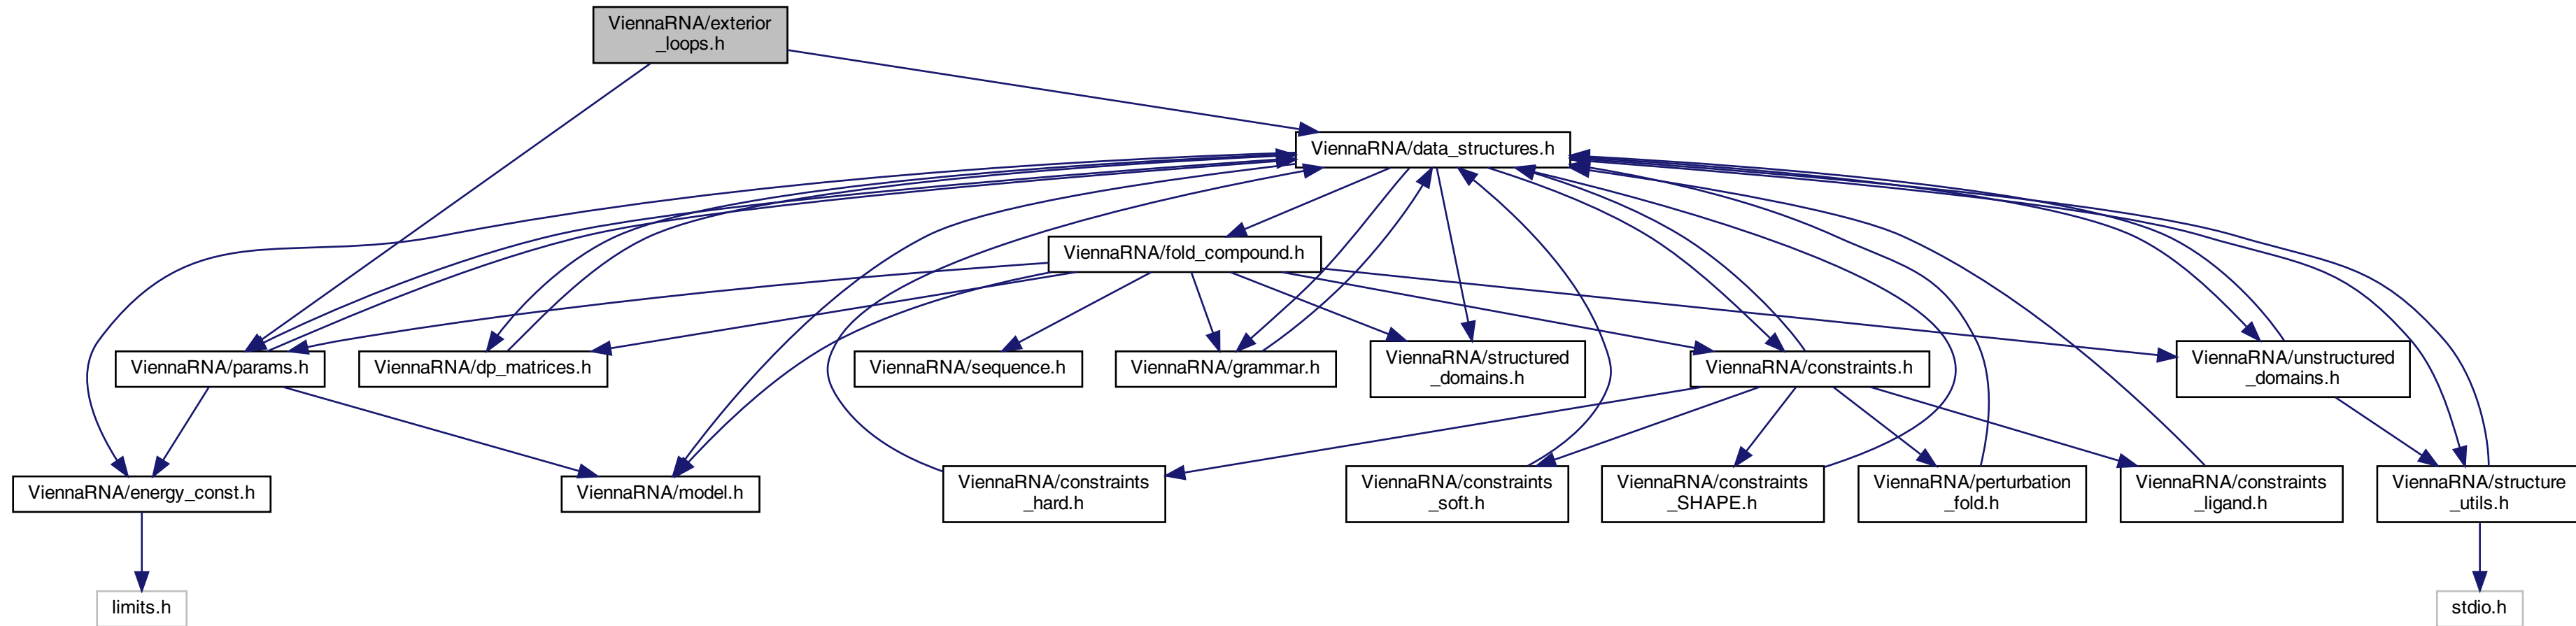 ViennaRNA/exterior
_loops.h
ViennaRNA/data_structures.h
ViennaRNA/fold_compound.h
ViennaRNA/params.h
ViennaRNA/dp_matrices.h
ViennaRNA/sequence.h
ViennaRNA/grammar.h
ViennaRNA/structured
_domains.h
ViennaRNA/constraints.h
ViennaRNA/unstructured
_domains.h
ViennaRNA/energy_const.h
ViennaRNA/model.h
ViennaRNA/constraints
_hard.h
ViennaRNA/constraints
_soft.h
ViennaRNA/constraints
_SHAPE.h
ViennaRNA/perturbation
_fold.h
ViennaRNA/constraints
_ligand.h
ViennaRNA/structure
_utils.h
limits.h
stdio.h